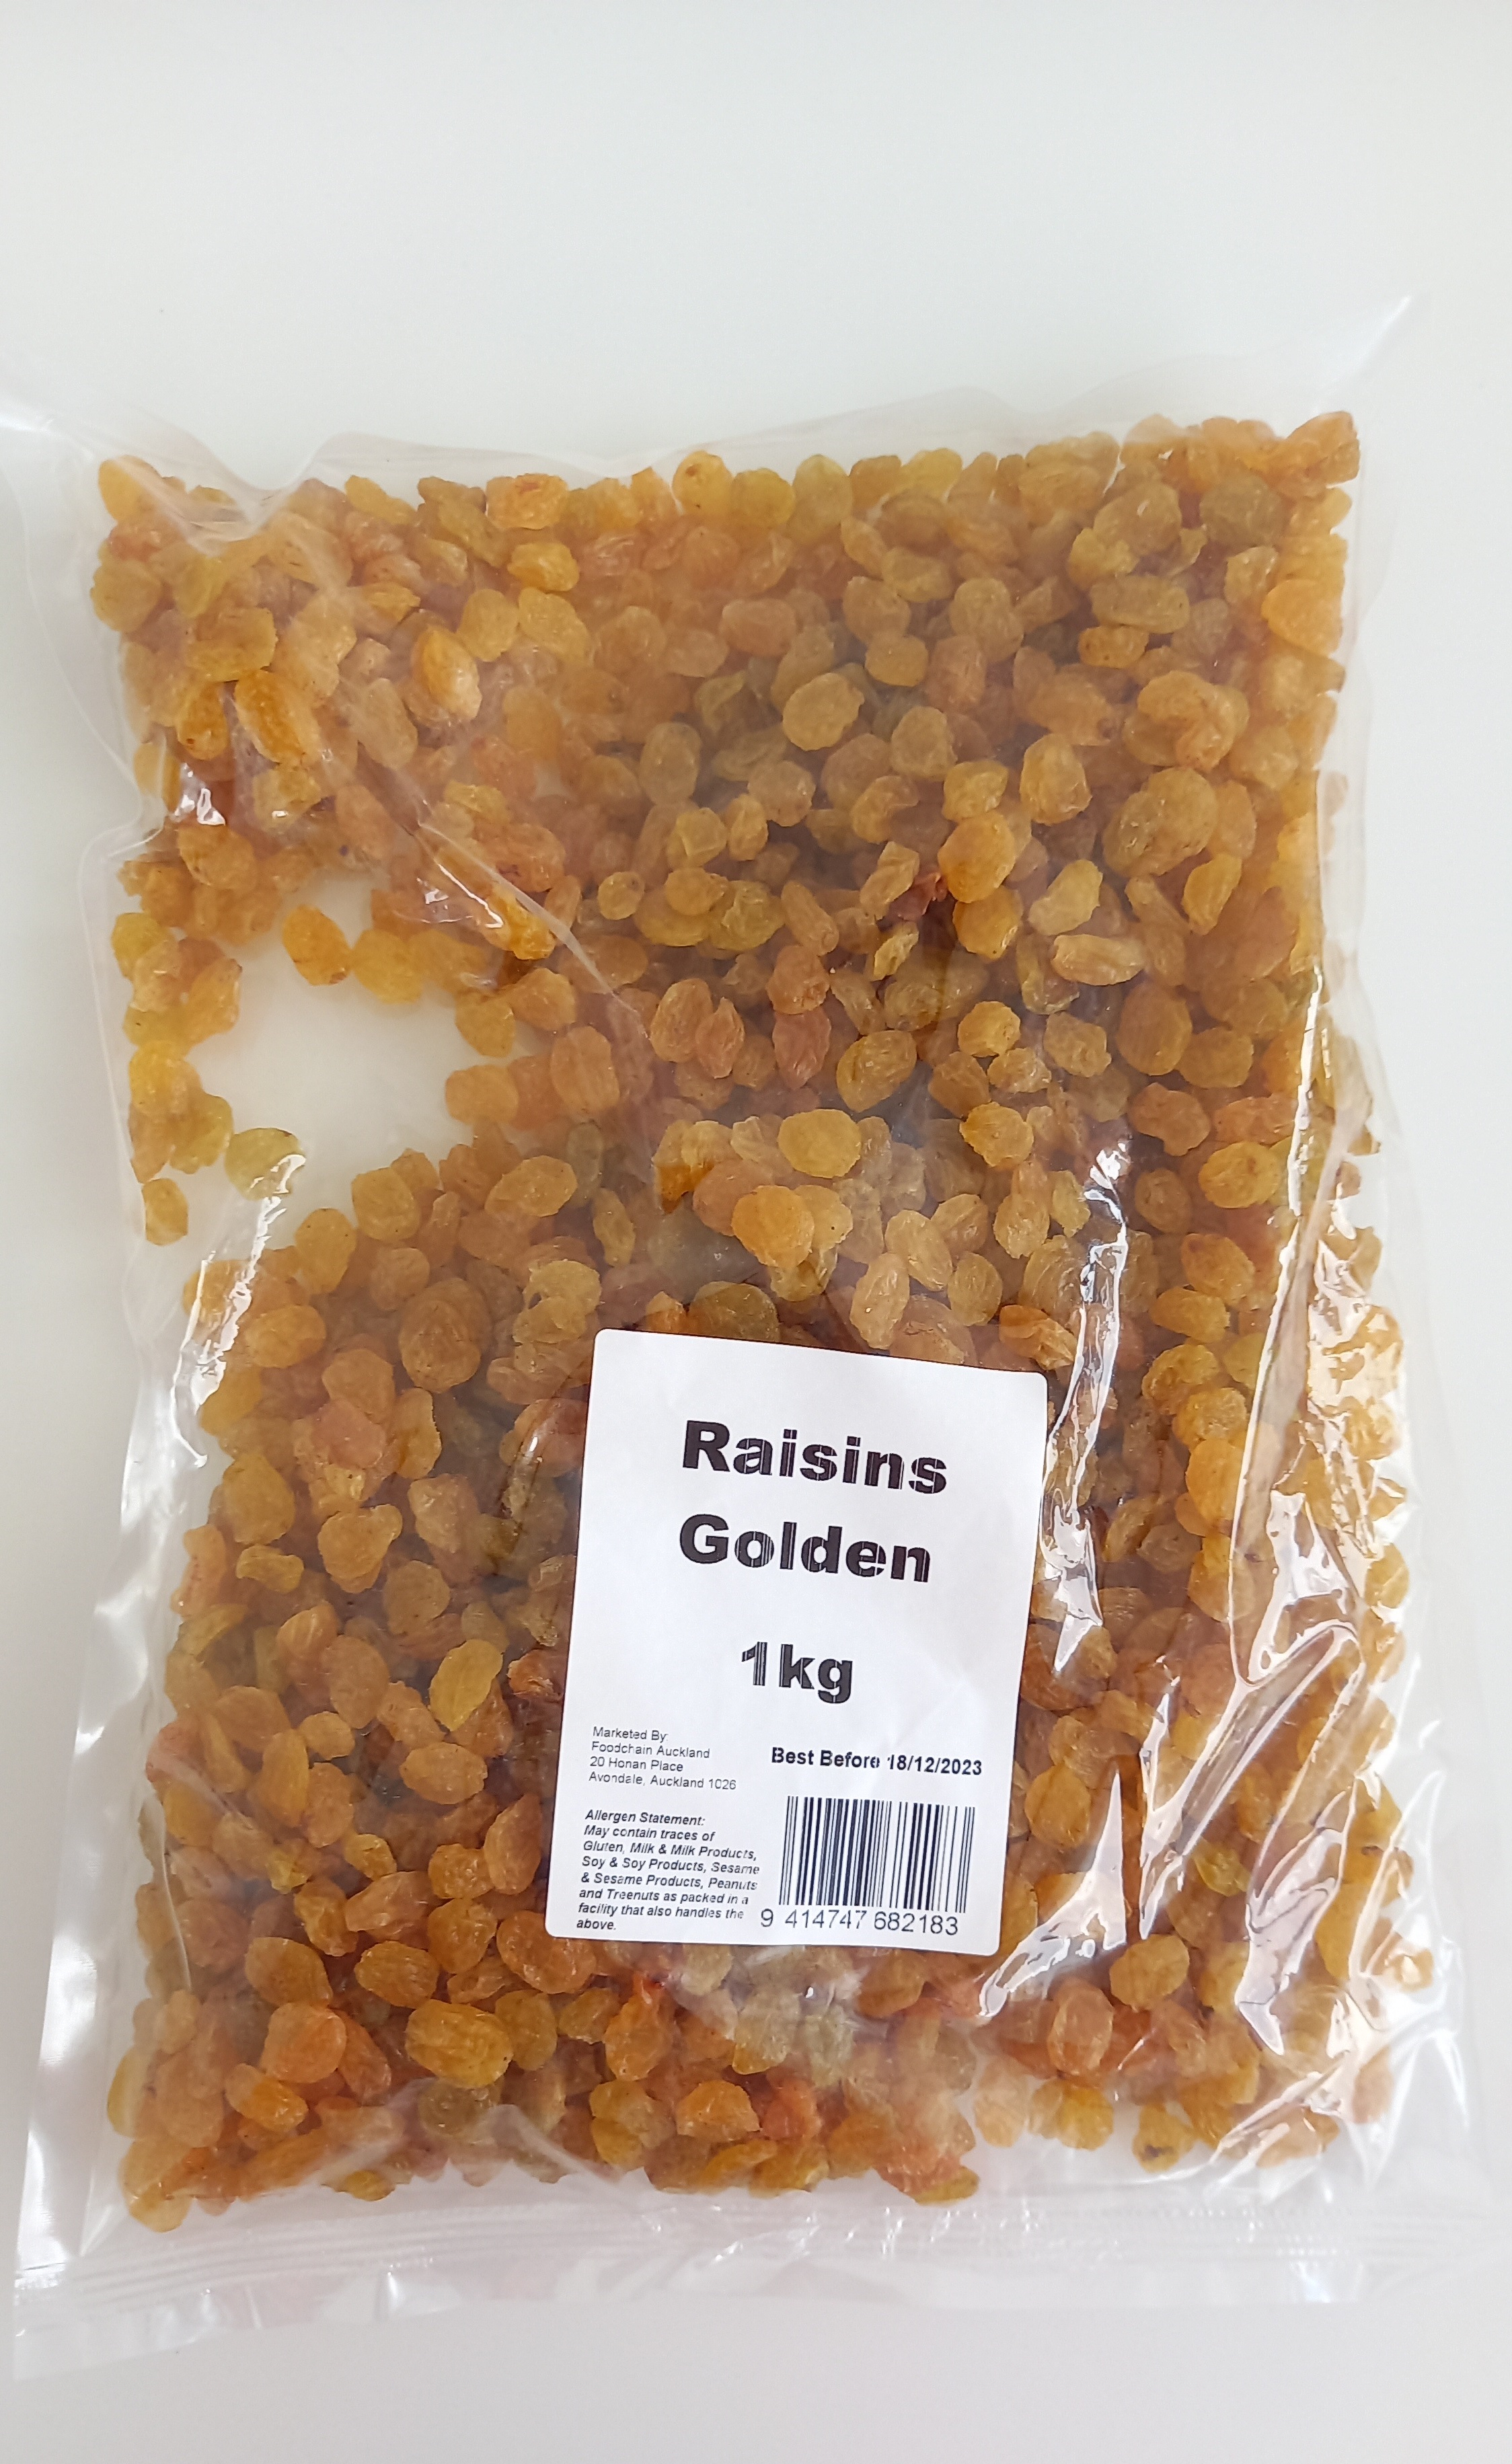 Raisins
Golden
1kg
Marketed By:
Foodchain Auckland
20 Honan Place
Avondale, Auckland 1026
Best Before 18/12/2023
Allergen Statement:
May contain traces of
Gluten, Milk & Milk Products,
Soy & Soy Products, Sesame
& Sesame Products, Peanuts
and Treenuts as packed in a
facility that also handles the
above.
9 414747 682183